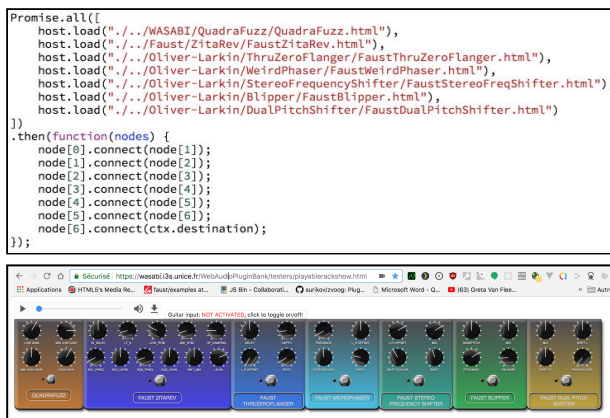 Promise.all([
host.load("./../WASABI/QuadraFuzz/QuadraFuzz.html"),
host.load("./../Faust/ZitaRev/FaustZitaRev.html"),
host.load("./../Oliver-Larkin/ThruZeroFlanger/FaustThruZeroFlanger.html"),
host.load("./../Oliver-Larkin/WeirdPhaser/FaustWeirdPhaser.html"),
host.load("./../Oliver-Larkin/StereoFrequencyShifter/FaustStereoFreqShifter.html")
host.load("./../Oliver-Larkin/Blipper/FaustBlipper.html"),
host.load("./../Oliver-Larkin/DualPitchShifter/FaustDualPitchShifter.html")
])
.then(function(nodes) {
node[0].connect(node[1]);
node[1].connect(node[2]);
node[2].connect(node[3]);
node[3].connect(node[4]);
node[4].connect(node[5]);
node[5].connect(node[6]);
node[6].connect(ctx.destination);
});
Sécurisé https://wasabi.i3s.unice.fr/WebAudioPluginBank/testers/playablerackshow.html
Applications HTML5's Media Re... faust/examples at... JS Bin - Collaborati... surikov/zvoog: Plug... Microsoft Word - Q... (63) Greta Van Flee... Autr
Guitar input: NOT ACTIVATED, click to toggle on/off!
QUADRAFUZZ
FAUST ZITAREV
FAUST THRUZEROFLANGER
FAUST WEIRDPHASER
FAUST STEREO FREQUENCY SHIFTER
FAUST BLIPPER
FAUST DUAL PITCH SHIFTER